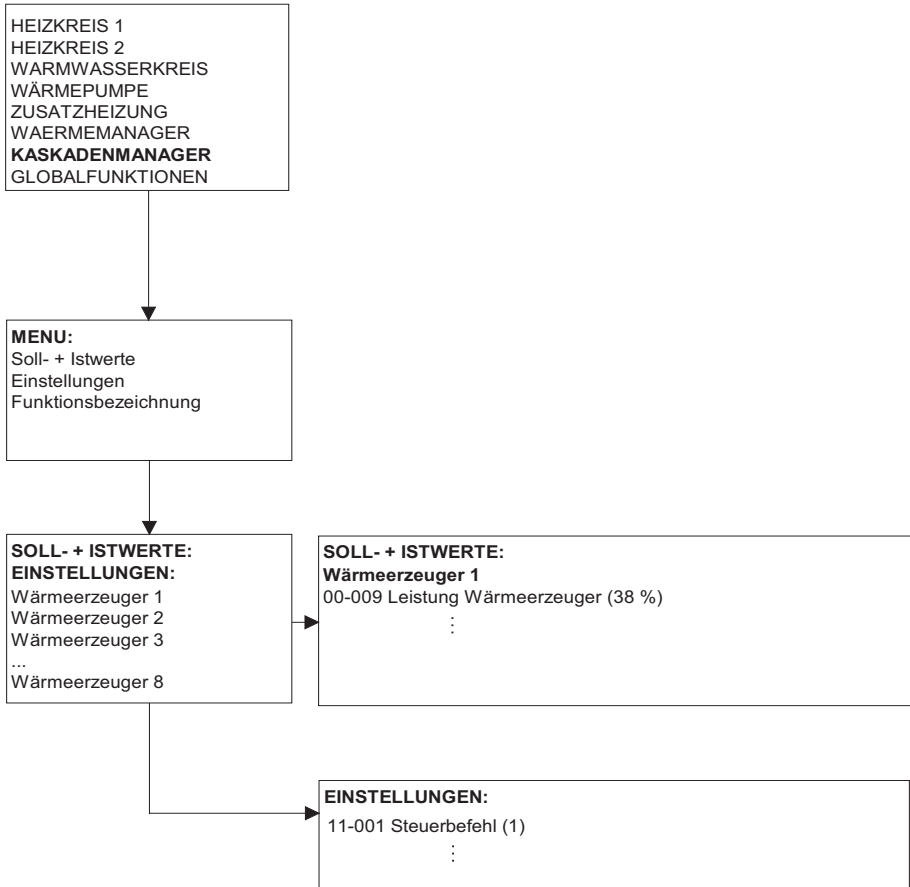 HEIZKREIS 1
HEIZKREIS 2
WARMWASSERKREIS
WÄRMEPUMPE
ZUSATZHEIZUNG
WAERMEMANAGER
KASKADENMANAGER
GLOBALFUNKTIONEN
MENU:
Soll- + Istwerte
Einstellungen
Funktionsbezeichnung
SOLL- + ISTWERTE:
EINSTELLUNGEN:
Wärmeerzeuger 1
Wärmeerzeuger 2
Wärmeerzeuger 3
...
Wärmeerzeuger 8
SOLL- + ISTWERTE:
Wärmeerzeuger 1
00-009 Leistung Wärmeerzeuger (38 %)
⋮
EINSTELLUNGEN:
11-001 Steuerbefehl (1)
⋮